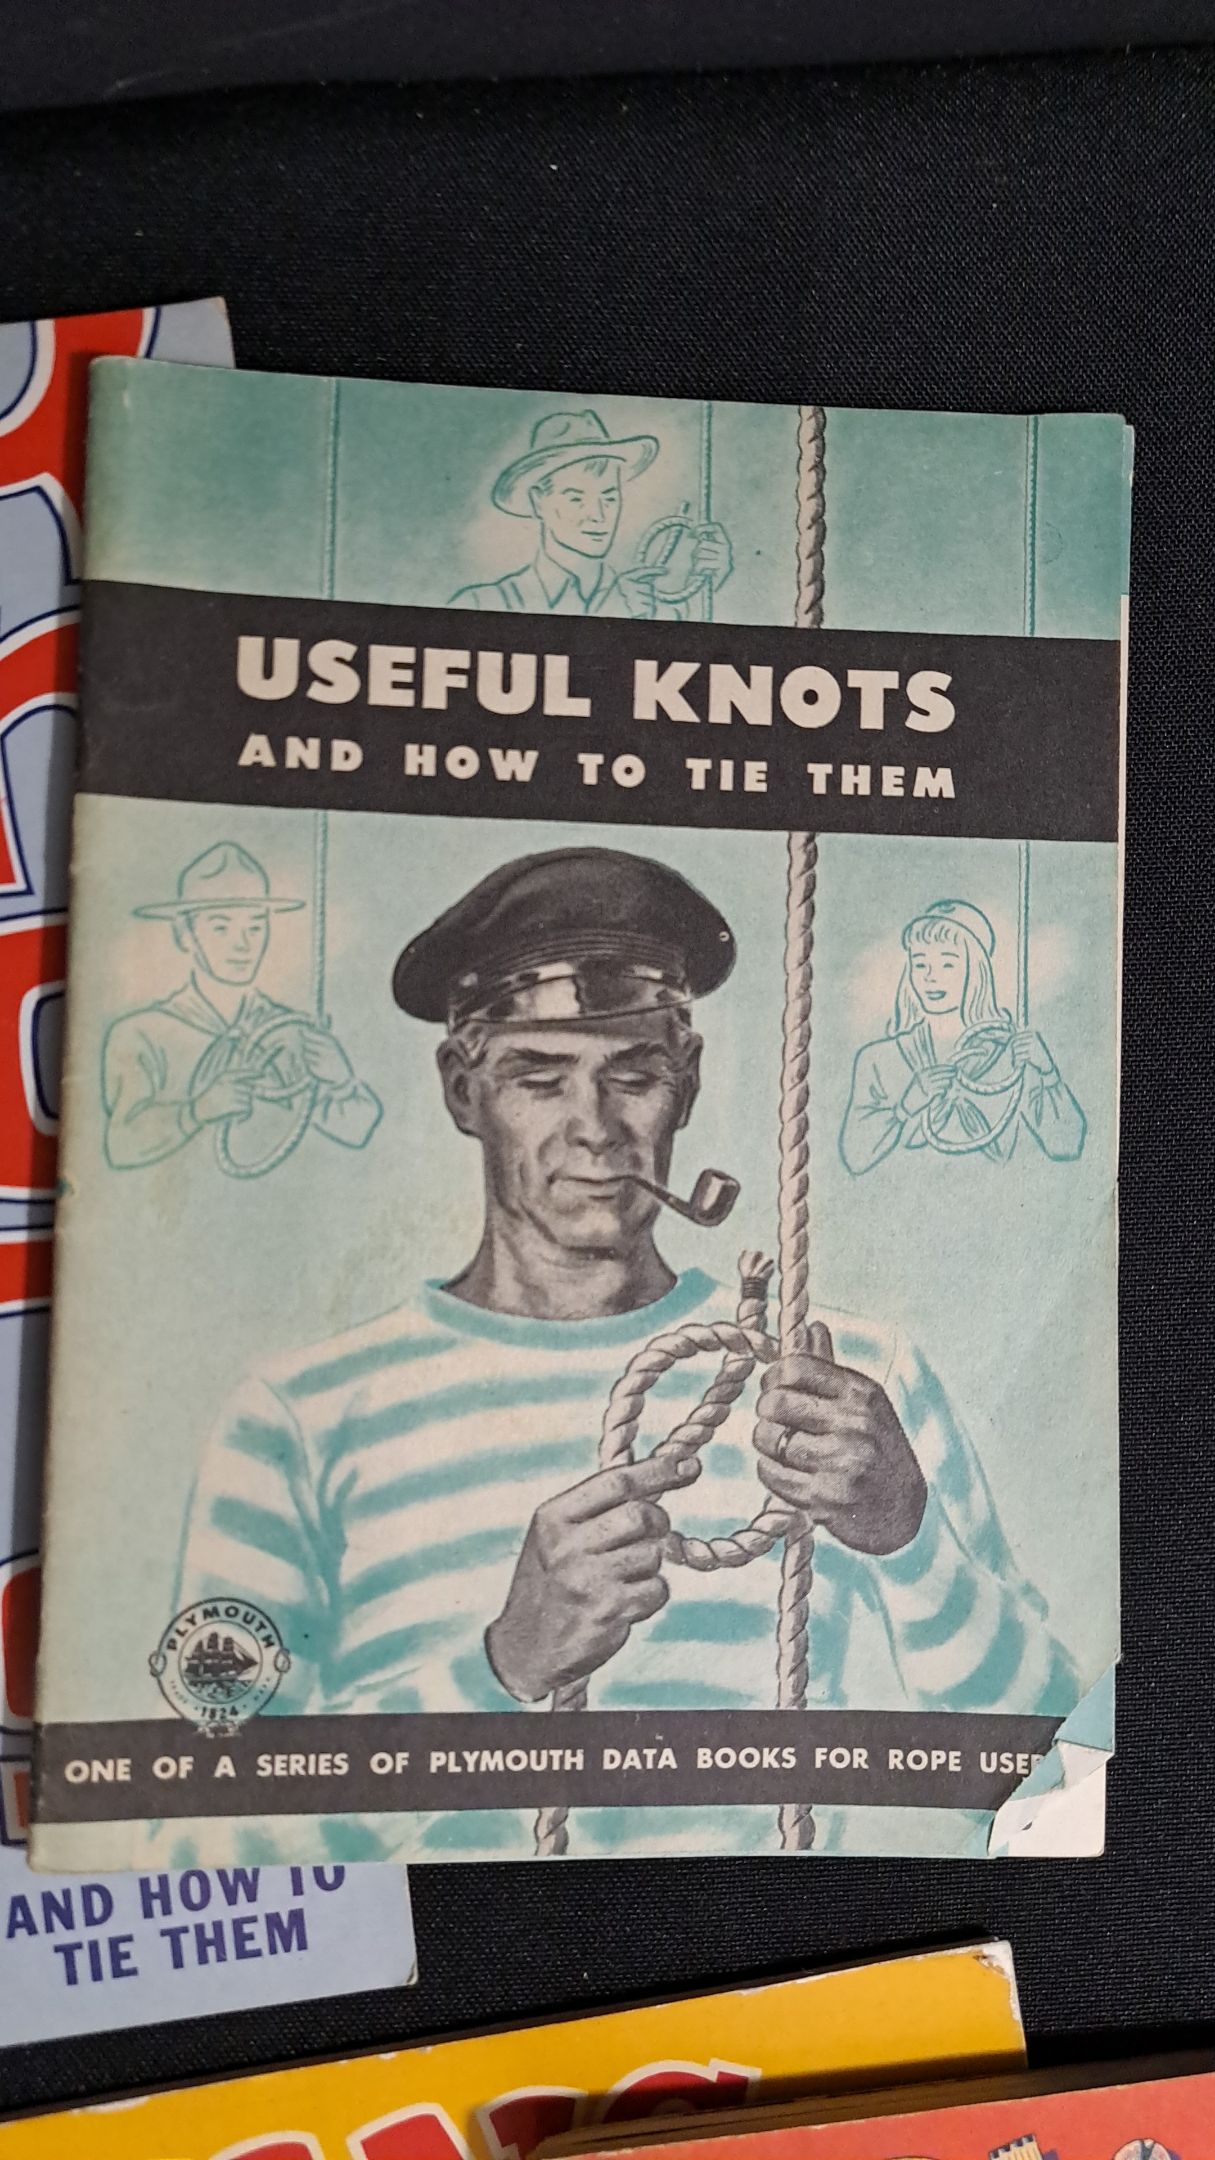 USEFUL KNOTS
AND HOW TO TIE THEM
PLYMOUTH
1824
ONE OF A SERIES OF PLYMOUTH DATA BOOKS FOR ROPE
AND HOW TO
TIE THEM